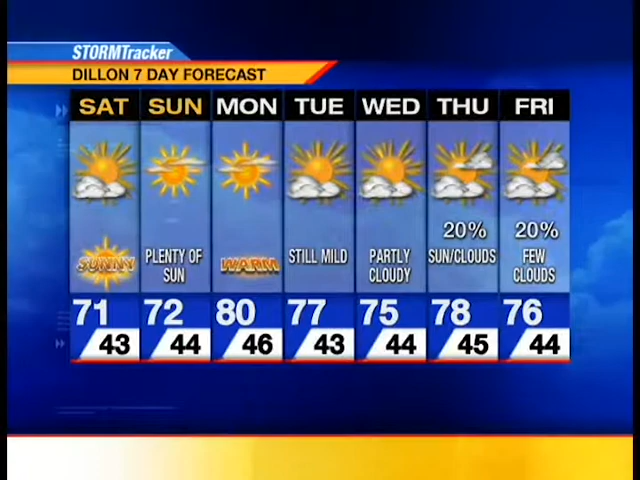 STORMTracker
DILLON 7 DAY FORECAST
SAT SUN MON TUE WED THU FRI
20% 20%
SUNNY PLENTY OF SUN WARM STILL MILD PARTLY CLOUDY SUN/CLOUDS FEW CLOUDS
71 72 80 77 75 78 76
43 44 46 43 44 45 44